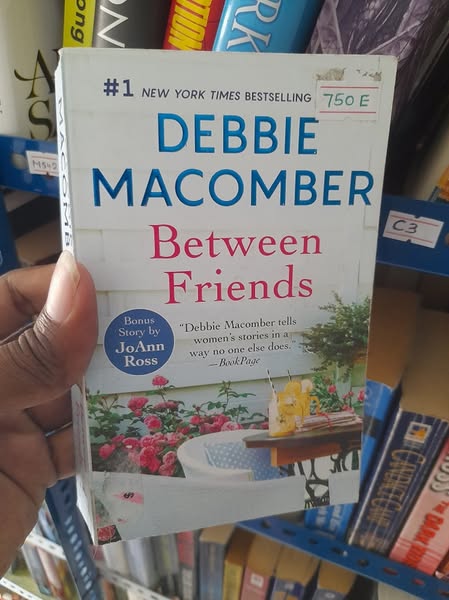 #1 NEW YORK TIMES BESTSELLING
750 E
DEBBIE
MACOMBER
Between
Friends
Bonus
Story by
JoAnn
Ross
"Debbie Macomber tells
women's stories in a
way no one else does."
—BookPage
MACOMB
C3